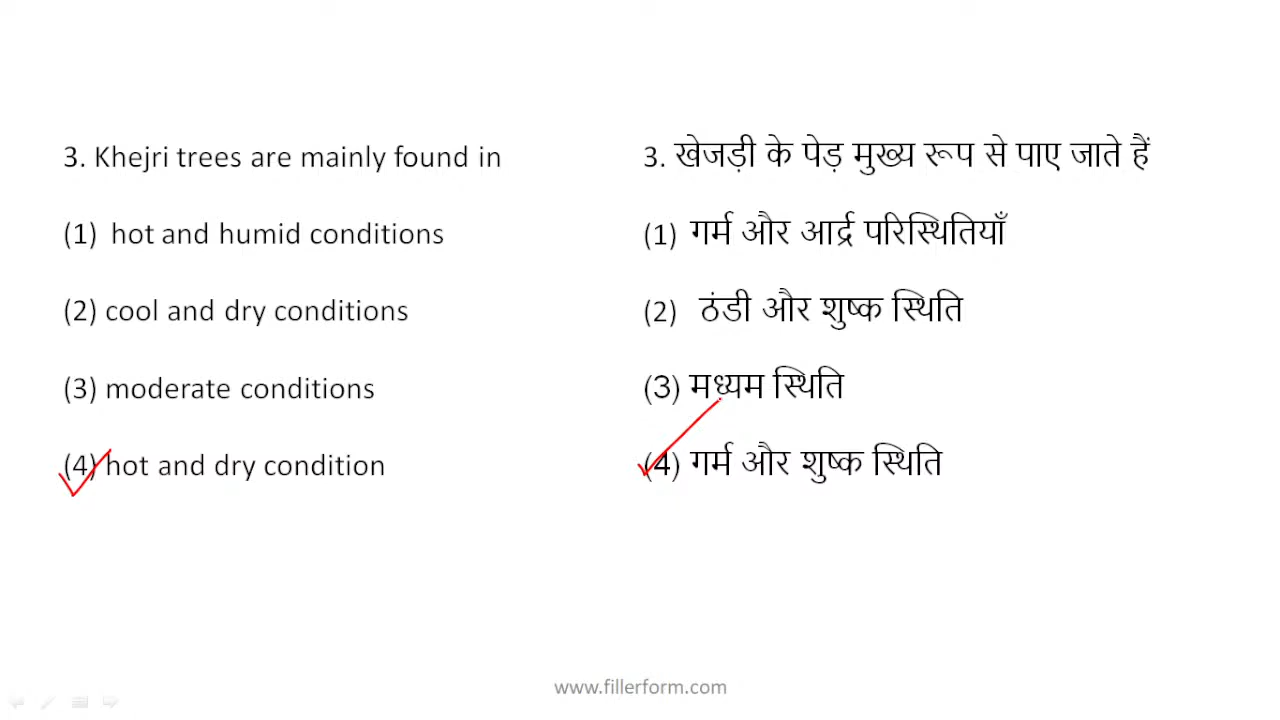 3. Khejri trees are mainly found in
(1) hot and humid conditions
(2) cool and dry conditions
(3) moderate conditions
(4) hot and dry condition
3. खेजड़ी के पेड़ मुख्य रूप से पाए जाते हैं
(1) गर्म और आर्द्र परिस्थितियाँ
(2) ठंडी और शुष्क स्थिति
(3) मध्यम स्थिति
(4) गर्म और शुष्क स्थिति
www.fillerform.com